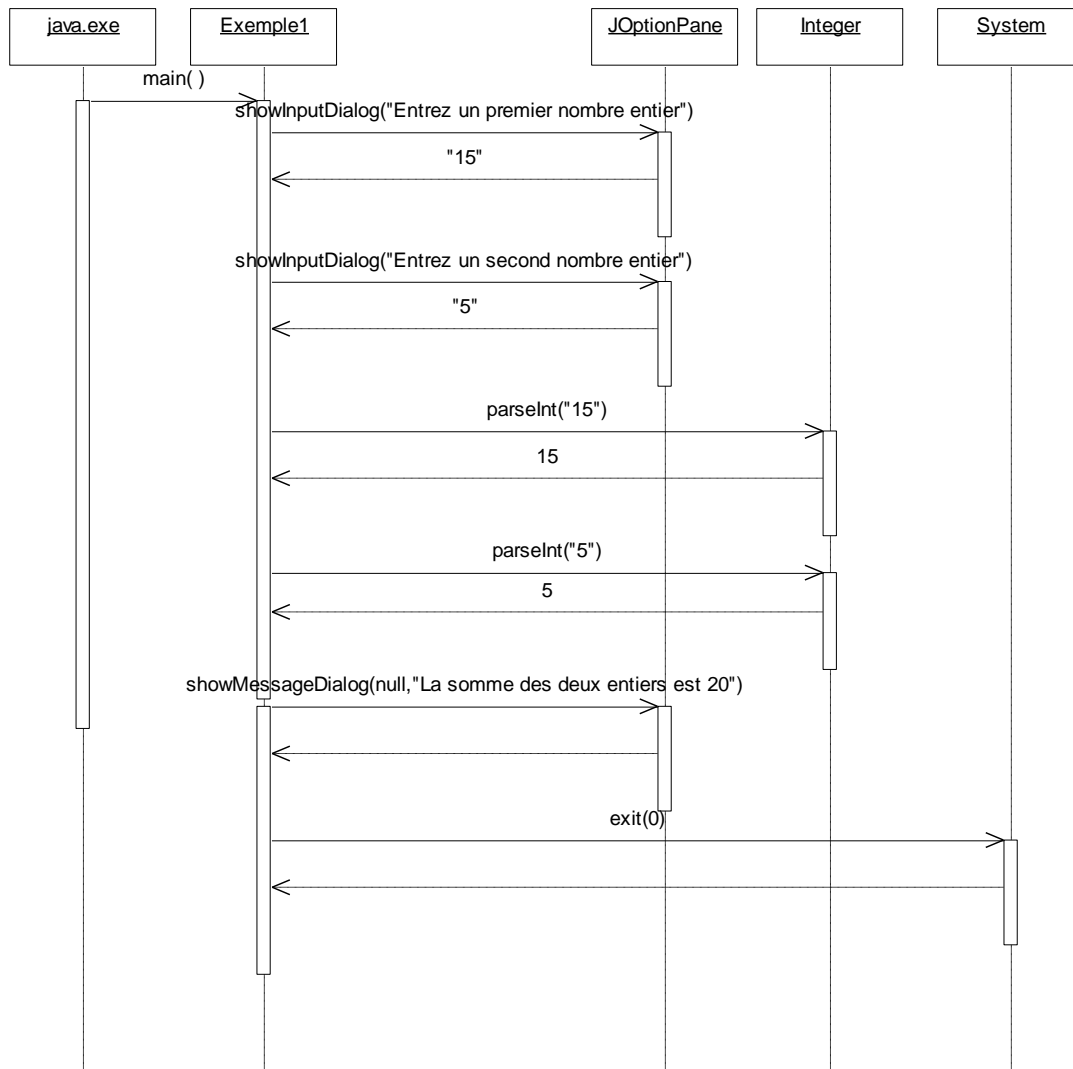 java.exe
Exemple1
JOptionPane
Integer
System
main( )
showInputDialog("Entrez un premier nombre entier")
"15"
showInputDialog("Entrez un second nombre entier")
"5"
parseInt("15")
15
parseInt("5")
5
showMessageDialog(null,"La somme des deux entiers est 20")
exit(0)